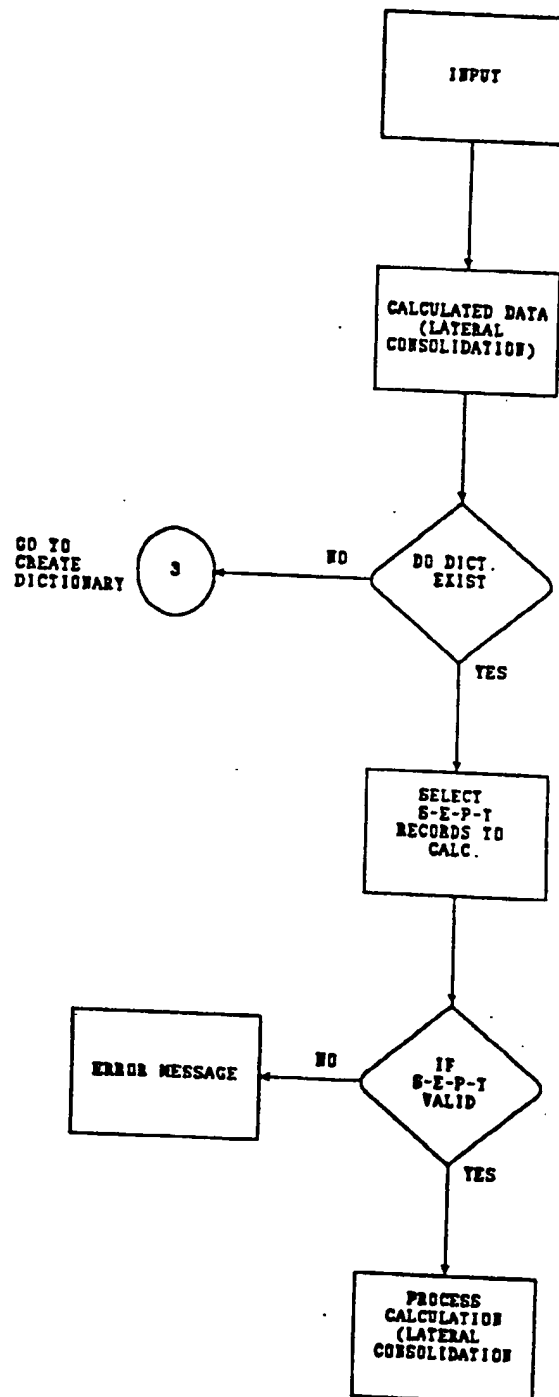 INPUT
CALCULATED DATA
(LATERAL
CONSOLIDATION)
DO DICT.
EXIST
NO
3
GO TO
CREATE
DICTIONARY
YES
SELECT
S-E-P-T
RECORDS TO
CALC.
IF
S-E-P-T
VALID
NO
ERROR MESSAGE
YES
PROCESS
CALCULATION
(LATERAL
CONSOLIDATION